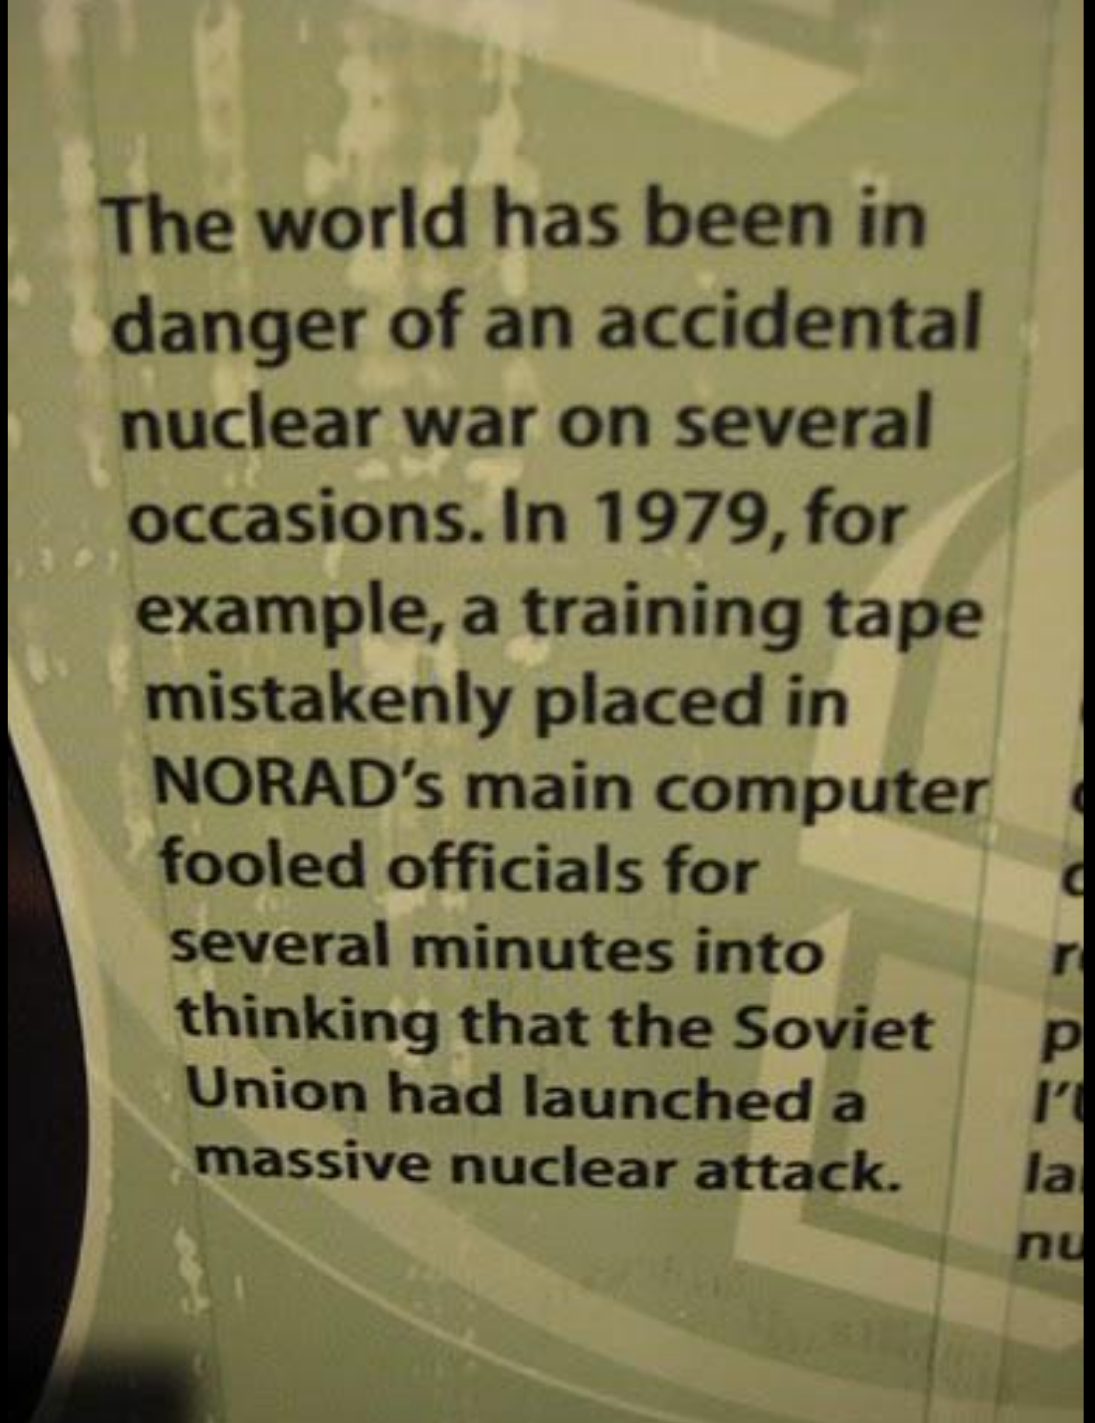 The world has been in
danger of an accidental
nuclear war on several
occasions. In 1979, for
example, a training tape
mistakenly placed in
NORAD's main computer
fooled officials for
several minutes into
thinking that the Soviet
Union had launched a
massive nuclear attack.